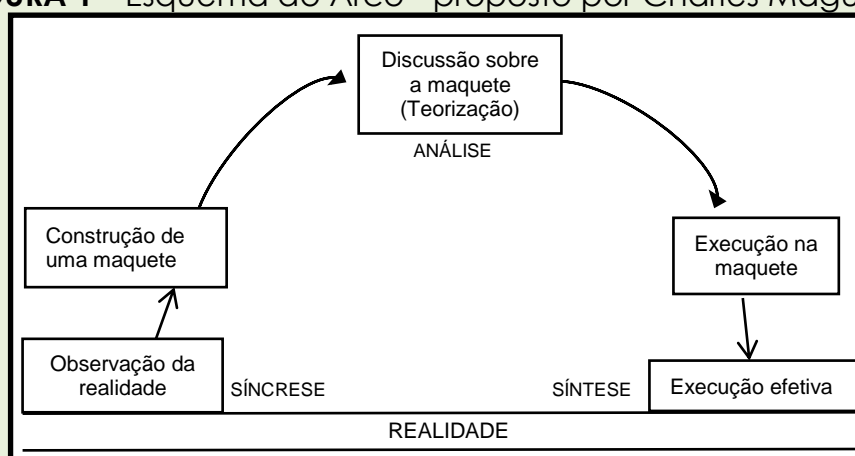 Esquema do Arco - proposto por Charles
Discussão sobre
a maquete
(Teorização)
ANÁLISE
Construção de
uma maquete
Execução na
maquete
Observação da
realidade
SÍNCRESE
SÍNTESE
Execução efetiva
REALIDADE